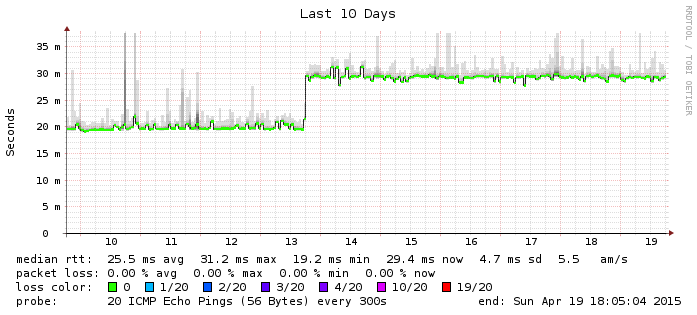 Last 10 Days
RRDTOOL / TOBI OETIKER
Seconds
35 m
30 m
25 m
20 m
15 m
10 m
5 m
0
10 11 12 13 14 15 16 17 18 19
median rtt: 25.5 ms avg 31.2 ms max 19.2 ms min 29.4 ms now 4.7 ms sd 5.5 am/s
packet loss: 0.00 % avg 0.00 % max 0.00 % min 0.00 % now
loss color: 0 1/20 2/20 3/20 4/20 10/20 19/20
probe: 20 ICMP Echo Pings (56 Bytes) every 300s end: Sun Apr 19 18:05:04 2015